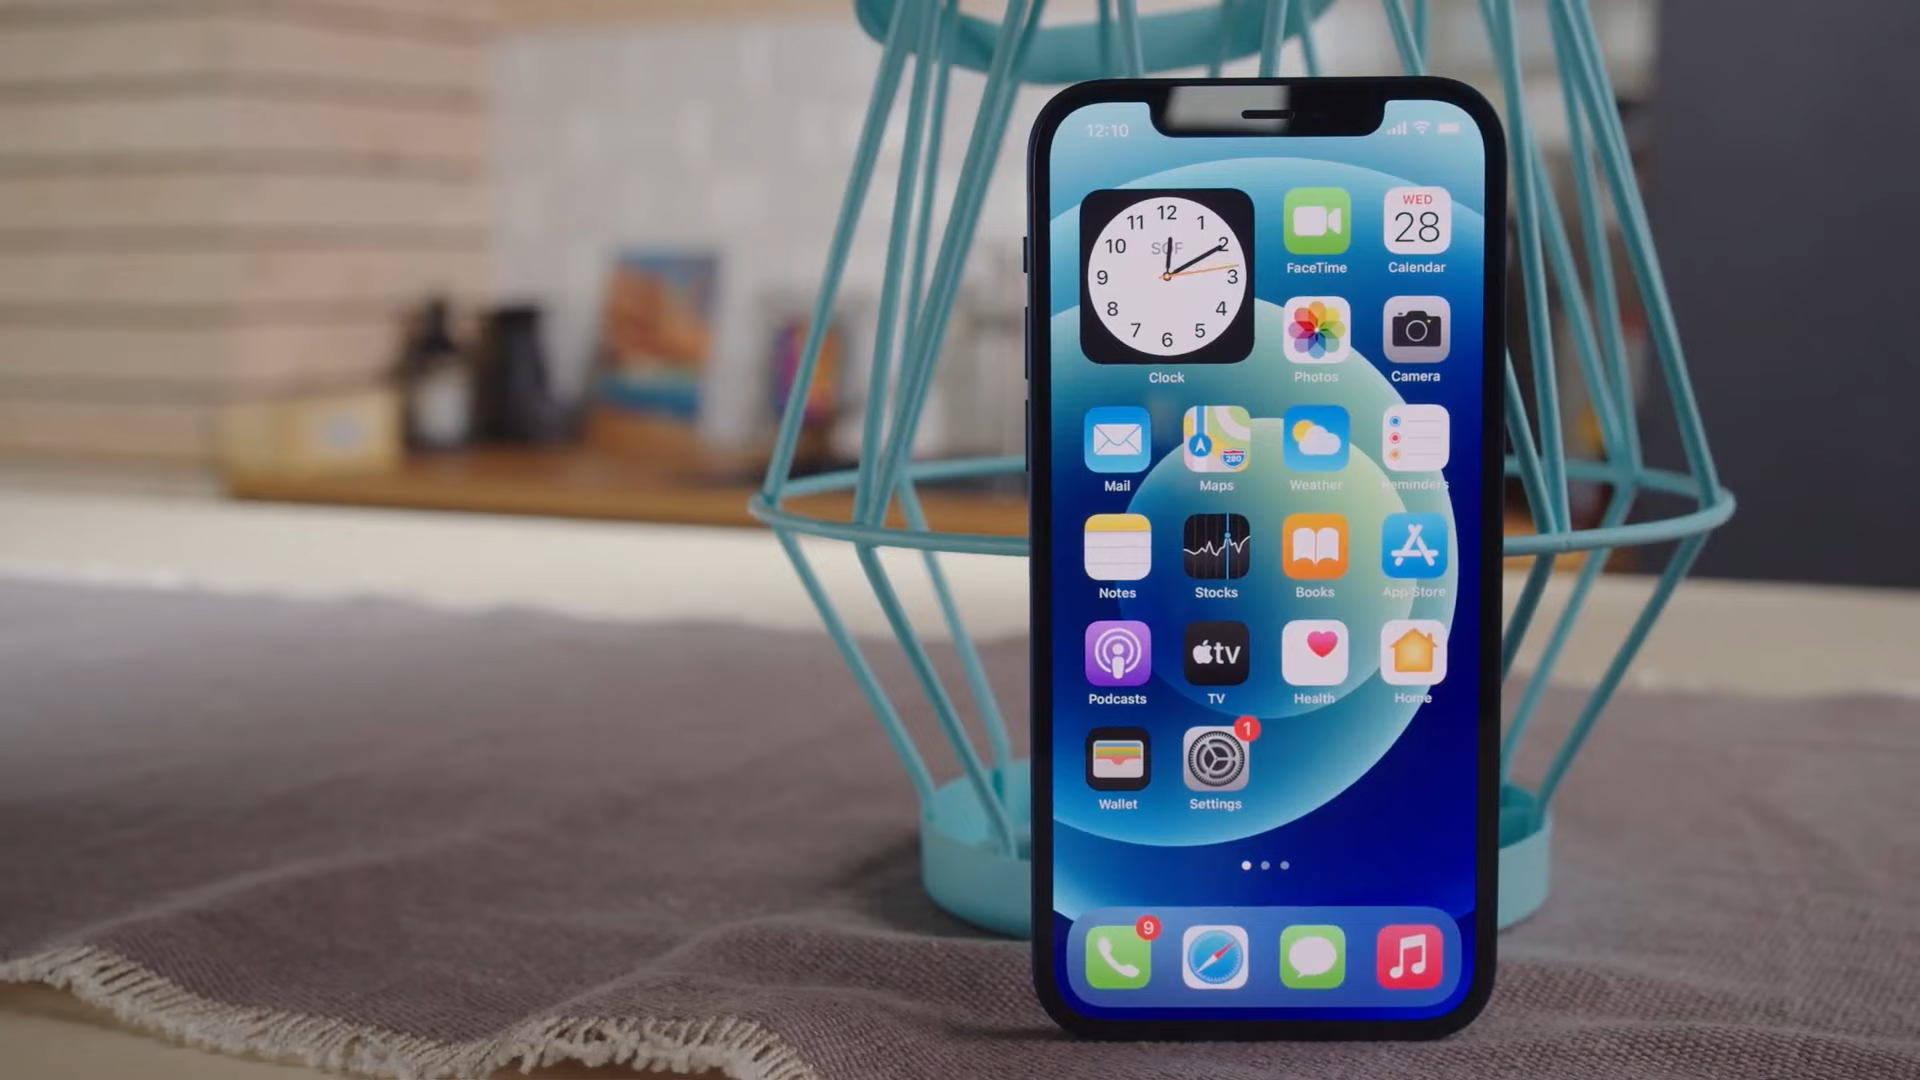 12:10
12
11 1
SOF
10 2
9 3
8 4
7 5
6
Clock
FaceTime
WED
28
Calendar
Photos
Camera
280
Mail
Maps
Weather
Reminders
Notes
Stocks
Books
App Store
tv
Podcasts
TV
Health
Home
1
Wallet
Settings
9